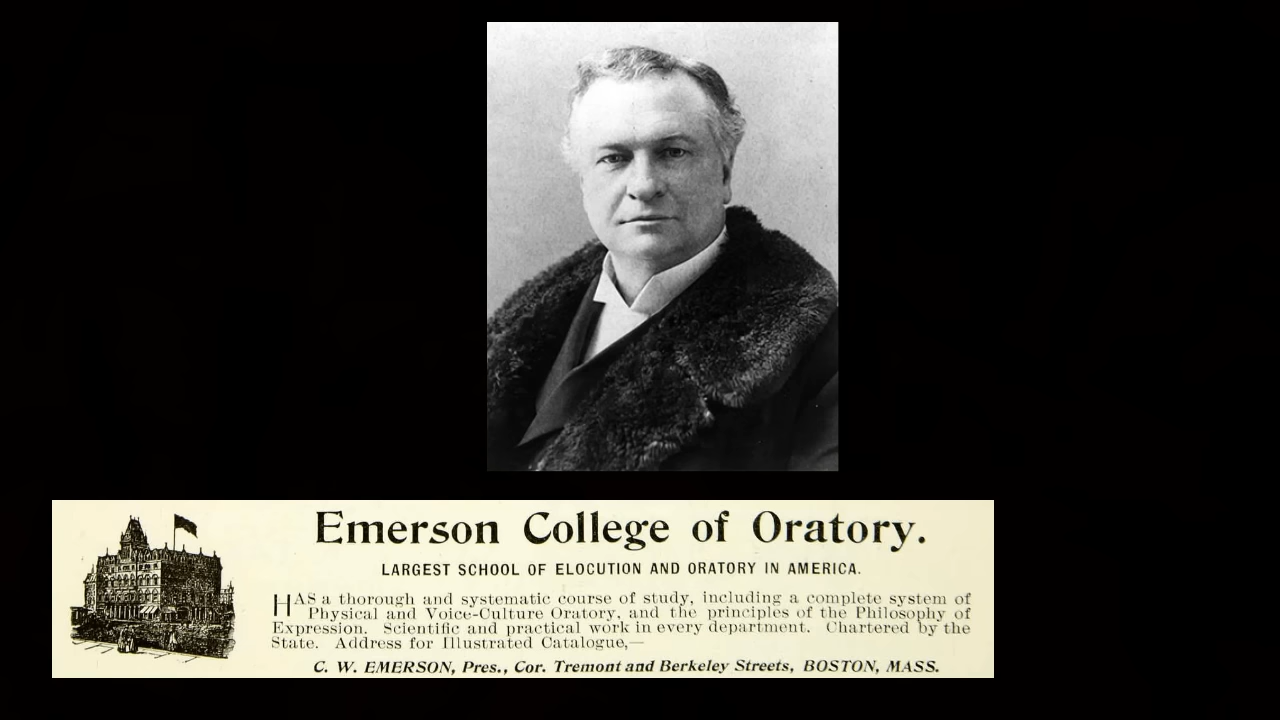 Emerson College of Oratory.
LARGEST SCHOOL OF ELOCUTION AND ORATORY IN AMERICA.
HAS a thorough and systematic course of study, including a complete system of
Physical and Voice-Culture Oratory, and the principles of the Philosophy of
Expression. Scientific and practical work in every department. Chartered by the
State. Address for Illustrated Catalogue,—
C. W. EMERSON, Pres., Cor. Tremont and Berkeley Streets, BOSTON, MASS.